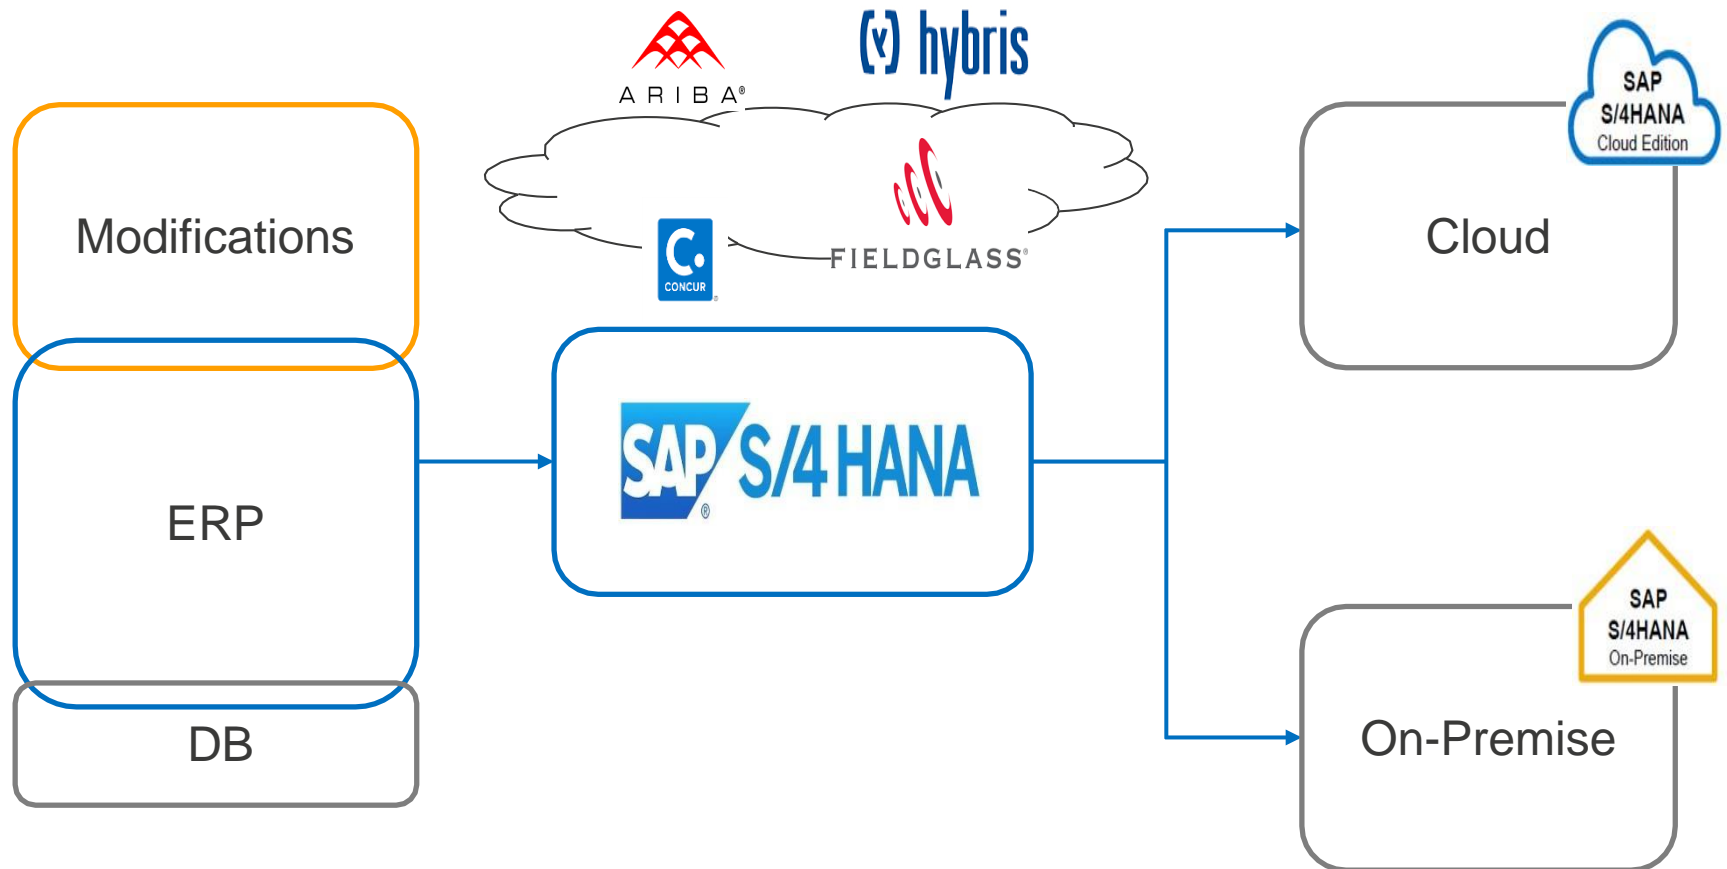 ARIBA®
(Y) hybris
SAP
S/4HANA
Cloud Edition
Modifications
FIELDGLASS®
C.
CONCUR
Cloud
SAP® S/4 HANA
ERP
SAP
S/4HANA
On-Premise
DB
On-Premise